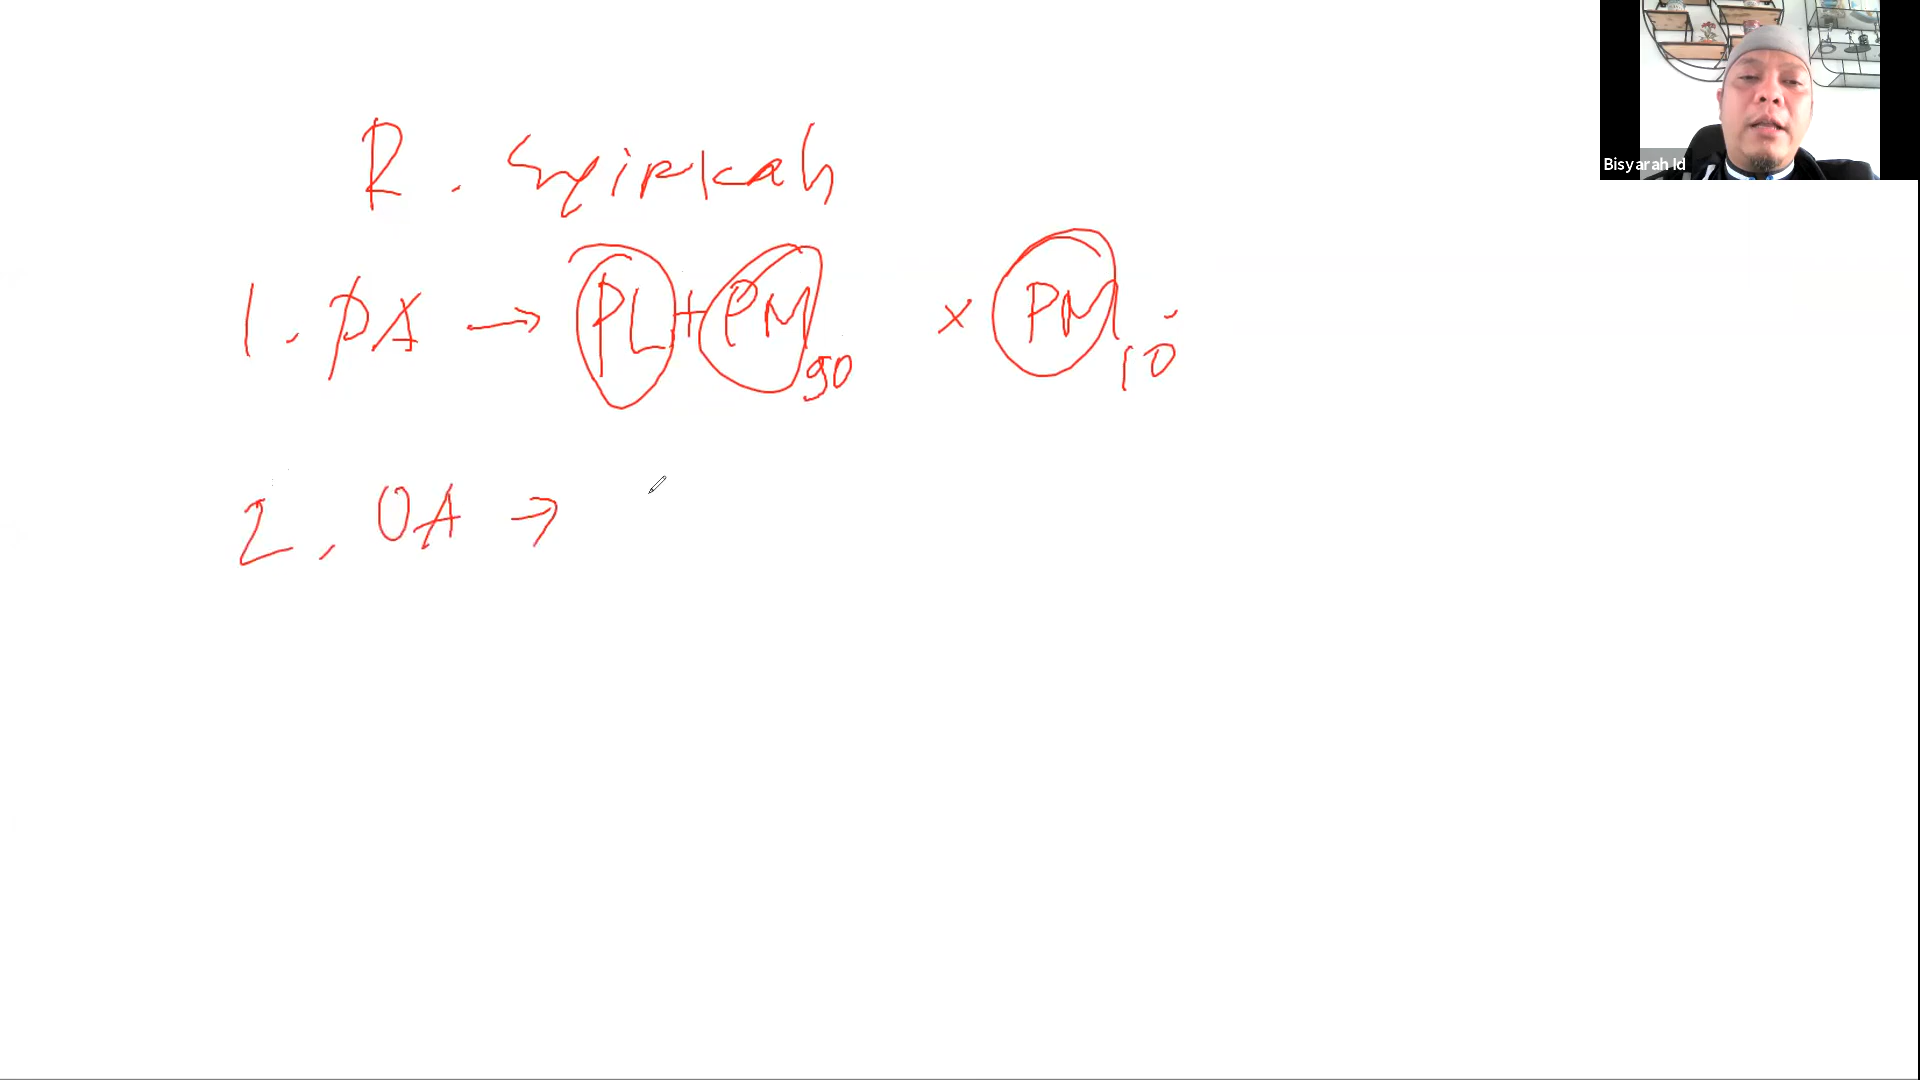 Bisyarah Id
R. Syirkah
1. PA → PL + PM 90 x PM 10
2. OA →